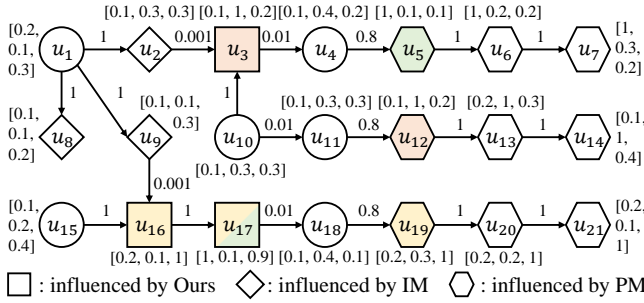 [0.1, 0.3, 0.3] [0.1, 1, 0.2] [0.1, 0.4, 0.2] [1, 0.1, 0.1] [1, 0.2, 0.2]
[0.2, 0.1, 0.3] u1 1 u2 0.001 u3 0.01 u4 0.8 u5 1 u6 1 u7 [1, 0.3, 0.2]
1 1 [0.1, 0.1, 0.3] 1 [0.1, 0.3, 0.3] [0.1, 1, 0.2] [0.2, 1, 0.3]
[0.1, 0.1, 0.2] u8 u9 u10 0.01 u11 0.8 u12 1 u13 1 u14 [0.1, 1, 0.4]
[0.1, 0.3, 0.3]
0.001
[0.1, 0.2, 0.4] u15 1 u16 1 u17 0.01 u18 0.8 u19 1 u20 1 u21 [0.2, 0.1, 1]
[0.2, 0.1, 1] [1, 0.1, 0.9] [0.1, 0.4, 0.1] [0.2, 0.3, 1] [0.2, 0.2, 1]
: influenced by Ours : influenced by IM : influenced by PM